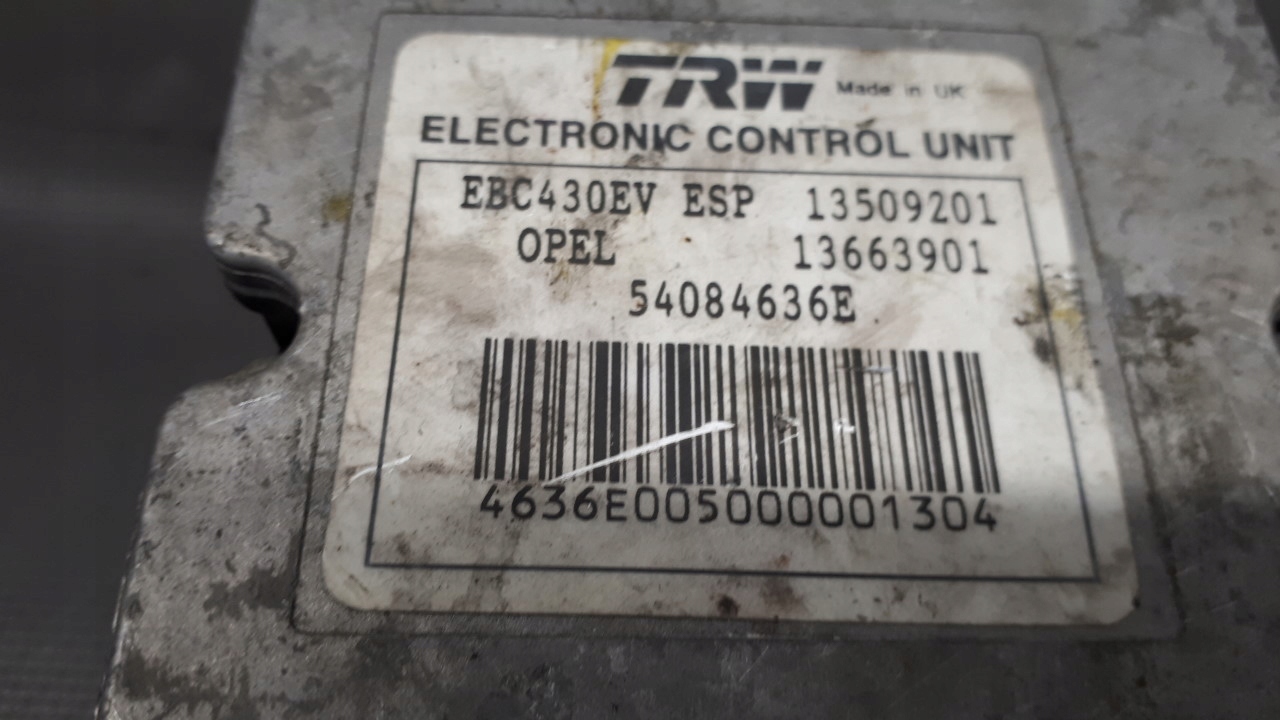 TRW Made in UK
ELECTRONIC CONTROL UNIT
EBC430EV ESP 13509201
OPEL 13663901
54084636E
4636E005000001304